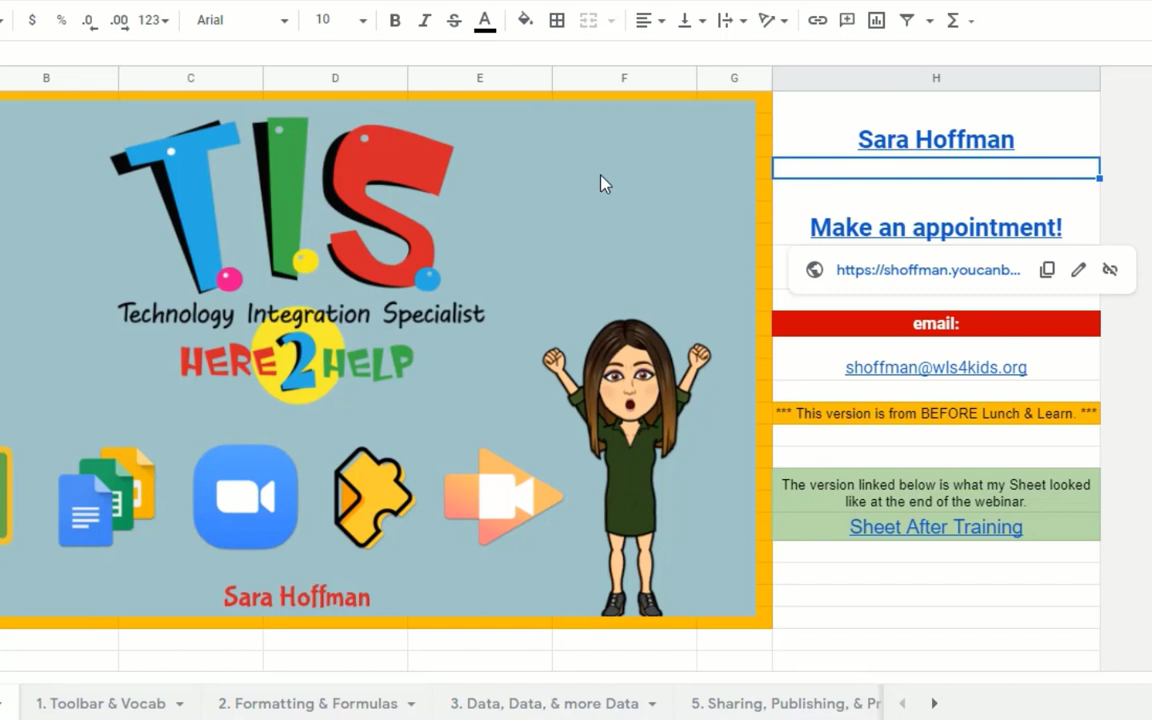 $ % .0 .00 123 Arial 10 B I S A Σ
B C D E F G H
T.I.S.
Technology Integration Specialist
HERE 2 HELP
Sara Hoffman
Sara Hoffman
Make an appointment!
https://shoffman.youcanb...
email:
shoffman@wls4kids.org
*** This version is from BEFORE Lunch & Learn. ***
The version linked below is what my Sheet looked
like at the end of the webinar.
Sheet After Training
1. Toolbar & Vocab 2. Formatting & Formulas 3. Data, Data, & more Data 5. Sharing, Publishing, & Pr